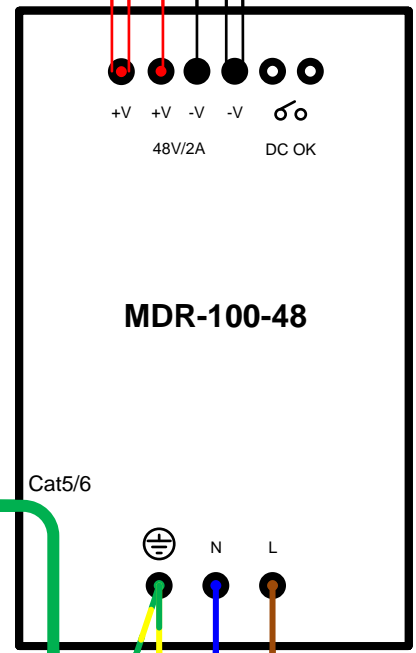 +V +V -V -V
48V/2A DC OK
MDR-100-48
Cat5/6
N L